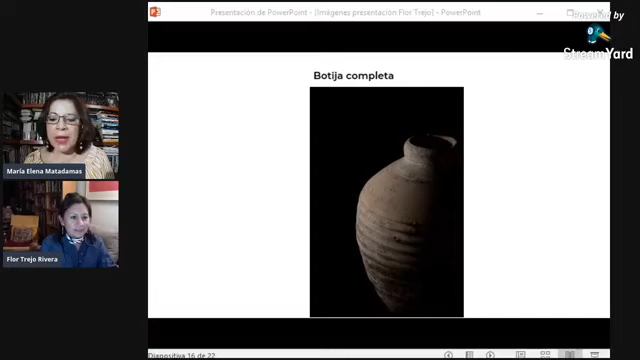 Presentación de PowerPoint - [Imágenes presentación Flor Trejo] - PowerPoint
Powered by
StreamYard
Botija completa
María Elena Matadamas
Flor Trejo Rivera
Diapositiva 16 de 22